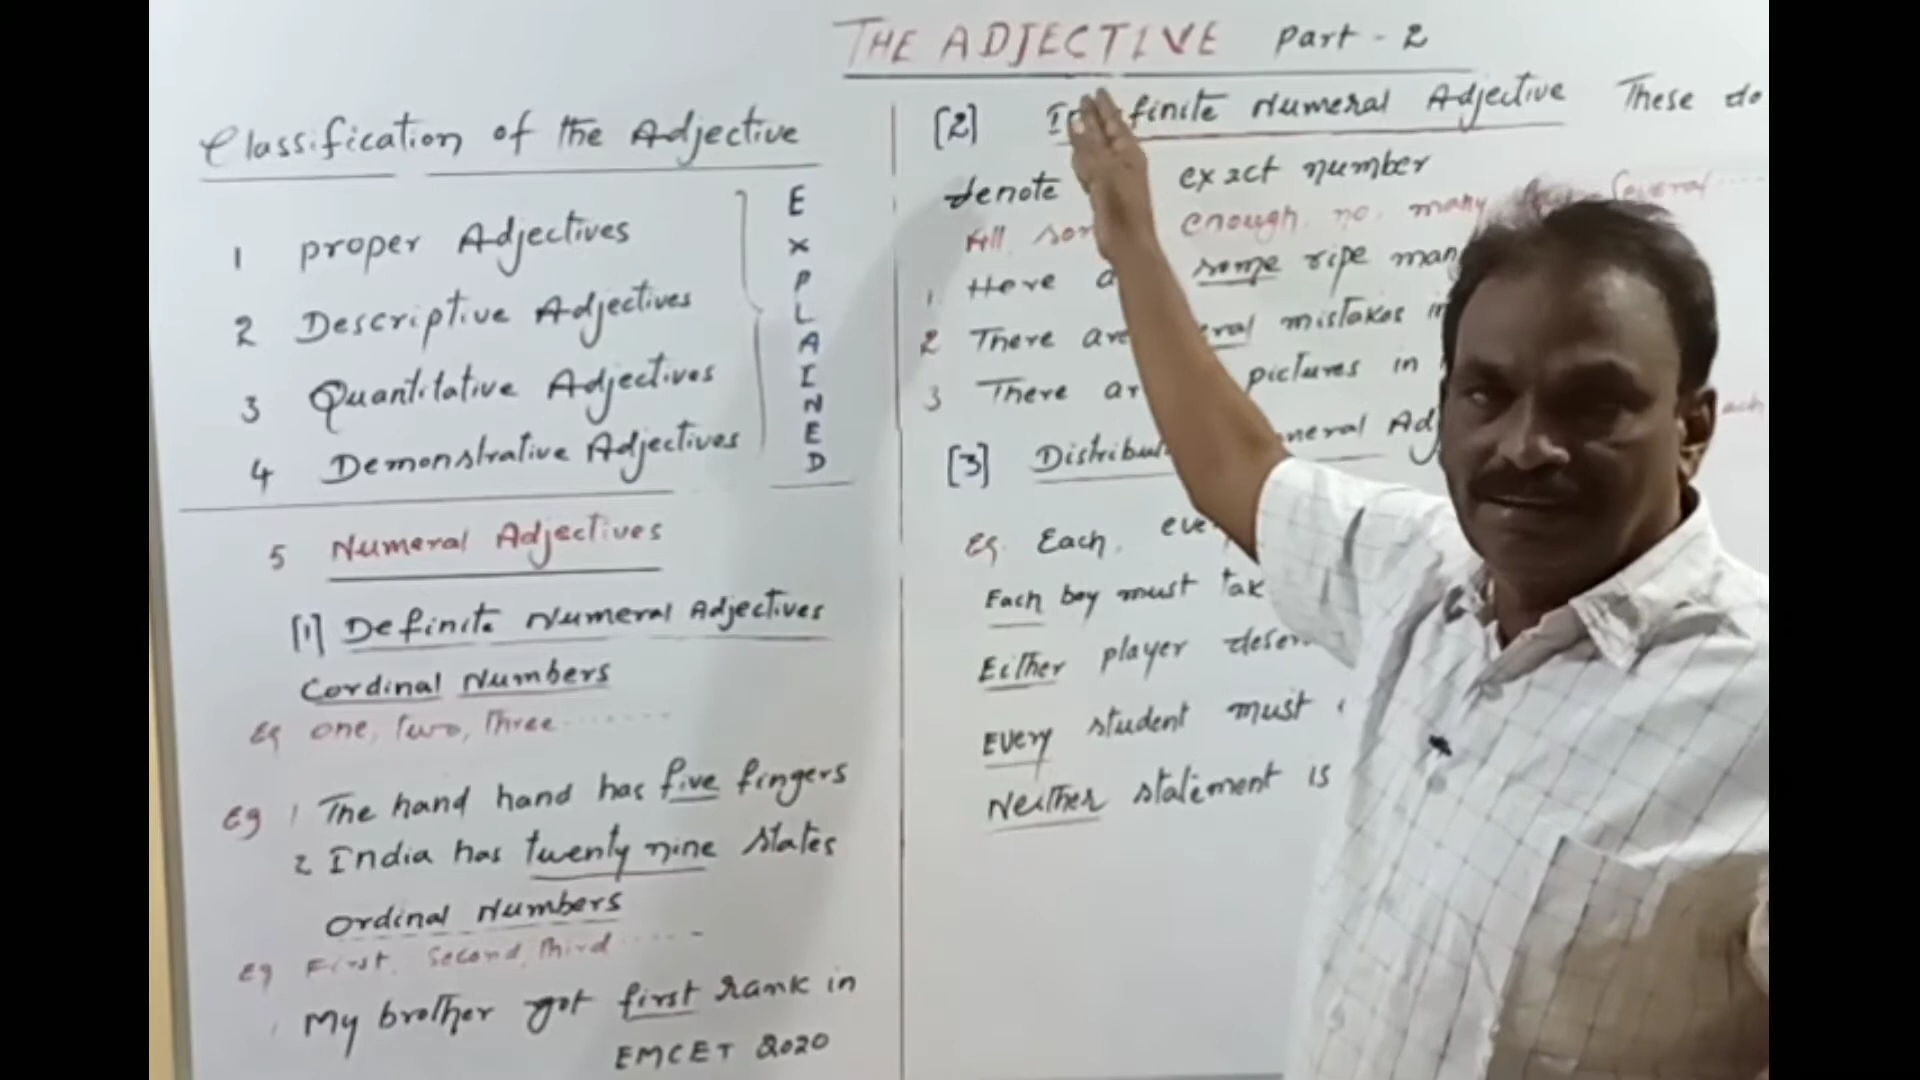 THE ADJECTIVE Part - 2
Classification of the Adjective
1 proper Adjectives
2 Descriptive Adjectives
3 Quantitative Adjectives
4 Demonstrative Adjectives
EXPLAINED
5 Numeral Adjectives
[1] Definite Numeral Adjectives
Cordinal Numbers
Eg One, Two, Three ........
Eg 1 The hand hand has five fingers
2 India has twenty nine states
Ordinal Numbers
Eg First, Second, Third .....
1 My brother got first rank in
EMCET 2020
[2] finite Numeral Adjective These do
denote exact number
All enough, no, many Several ....
1. Here some ripe
2 There are mistakes
3 There pictures in
[3] Adj
Eg. Each,
Each boy must
Either player
Every student must
Neither statement is